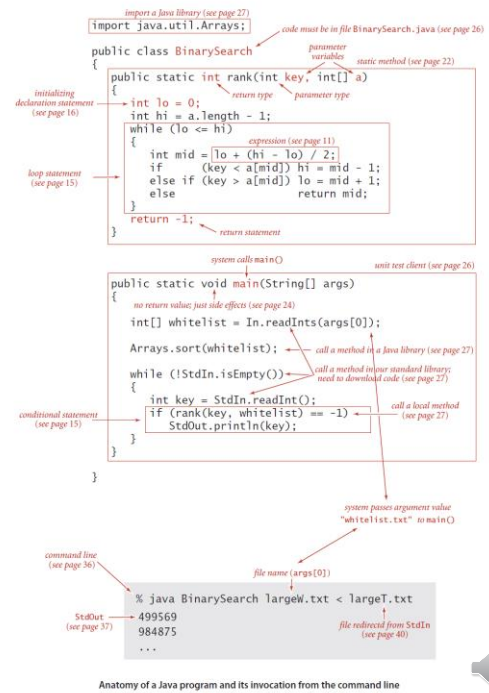 import a Java library (see page 27)
import java.util.Arrays;
code must be in file BinarySearch.java (see page 26)
public class BinarySearch
{
parameter
variables
static method (see page 22)
public static int rank(int key, int[] a)
{
return type
parameter type
initializing
declaration statement
(see page 16)
int lo = 0;
int hi = a.length - 1;
while (lo <= hi)
{
expression (see page 11)
int mid = lo + (hi - lo) / 2;
loop statement
(see page 15)
if (key < a[mid]) hi = mid - 1;
else if (key > a[mid]) lo = mid + 1;
else return mid;
}
return -1;
return statement
}
system calls main()
unit test client (see page 26)
public static void main(String[] args)
{
no return value; just side effects (see page 24)
int[] whitelist = In.readInts(args[0]);
Arrays.sort(whitelist);
call a method in a Java library (see page 27)
while (!StdIn.isEmpty())
call a method in our standard library;
need to download code (see page 27)
{
int key = StdIn.readInt();
conditional statement
(see page 15)
if (rank(key, whitelist) == -1)
call a local method
(see page 27)
StdOut.println(key);
}
}
}
system passes argument value
"whitelist.txt" to main()
command line
(see page 36)
file name (args[0])
% java BinarySearch largeW.txt < largeT.txt
StdOut
(see page 37)
499569
984875
...
file redirectd from StdIn
(see page 40)
Anatomy of a Java program and its invocation from the command line